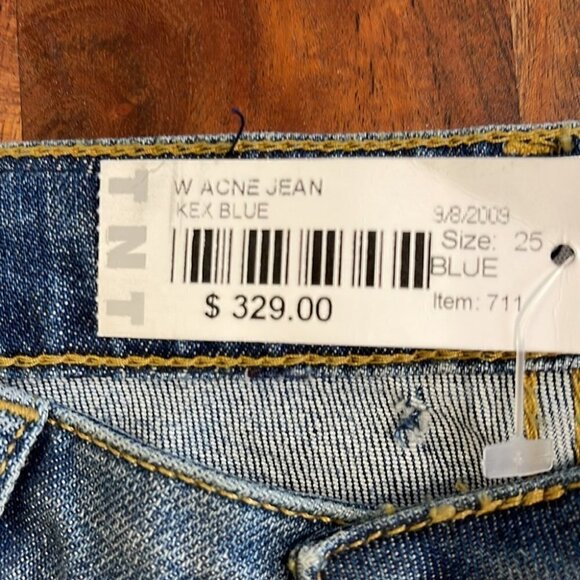 TNT
W ACNE JEAN
KEX BLUE
9/8/2009
Size: 25
BLUE
$ 329.00
Item: 711